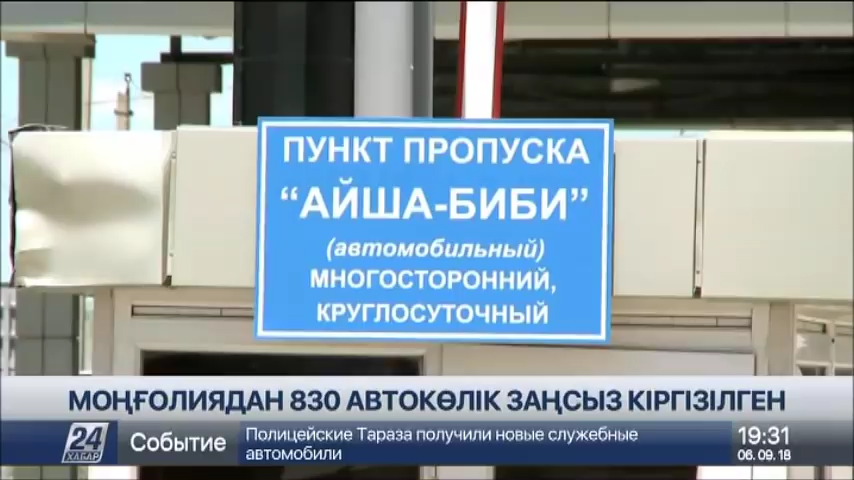 ПУНКТ ПРОПУСКА
“АЙША-БИБИ”
(автомобильный)
МНОГОСТОРОННИЙ,
КРУГЛОСУТОЧНЫЙ
МОҢҒОЛИЯДАН 830 АВТОКӨЛІК ЗАҢСЫЗ КІРГІЗІЛГЕН
24
ХАБАР
Событие
Полицейские Тараза получили новые служебные
автомобили
19:31
06.09.18